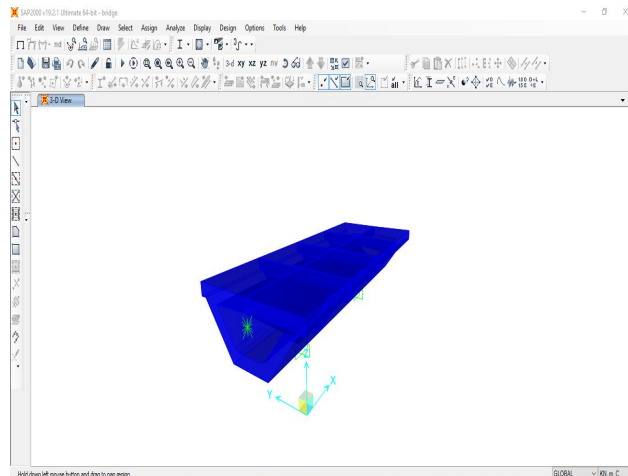 SAP2000 v19.2.1 Ultimate 64-bit - bridge
File Edit View Define Draw Select Assign Analyze Display Design Options Tools Help
3-d xy xz yz nv
all
3-D View
Z
X
Y
Hold down left mouse button and drag to pan region
GLOBAL KN, m, C